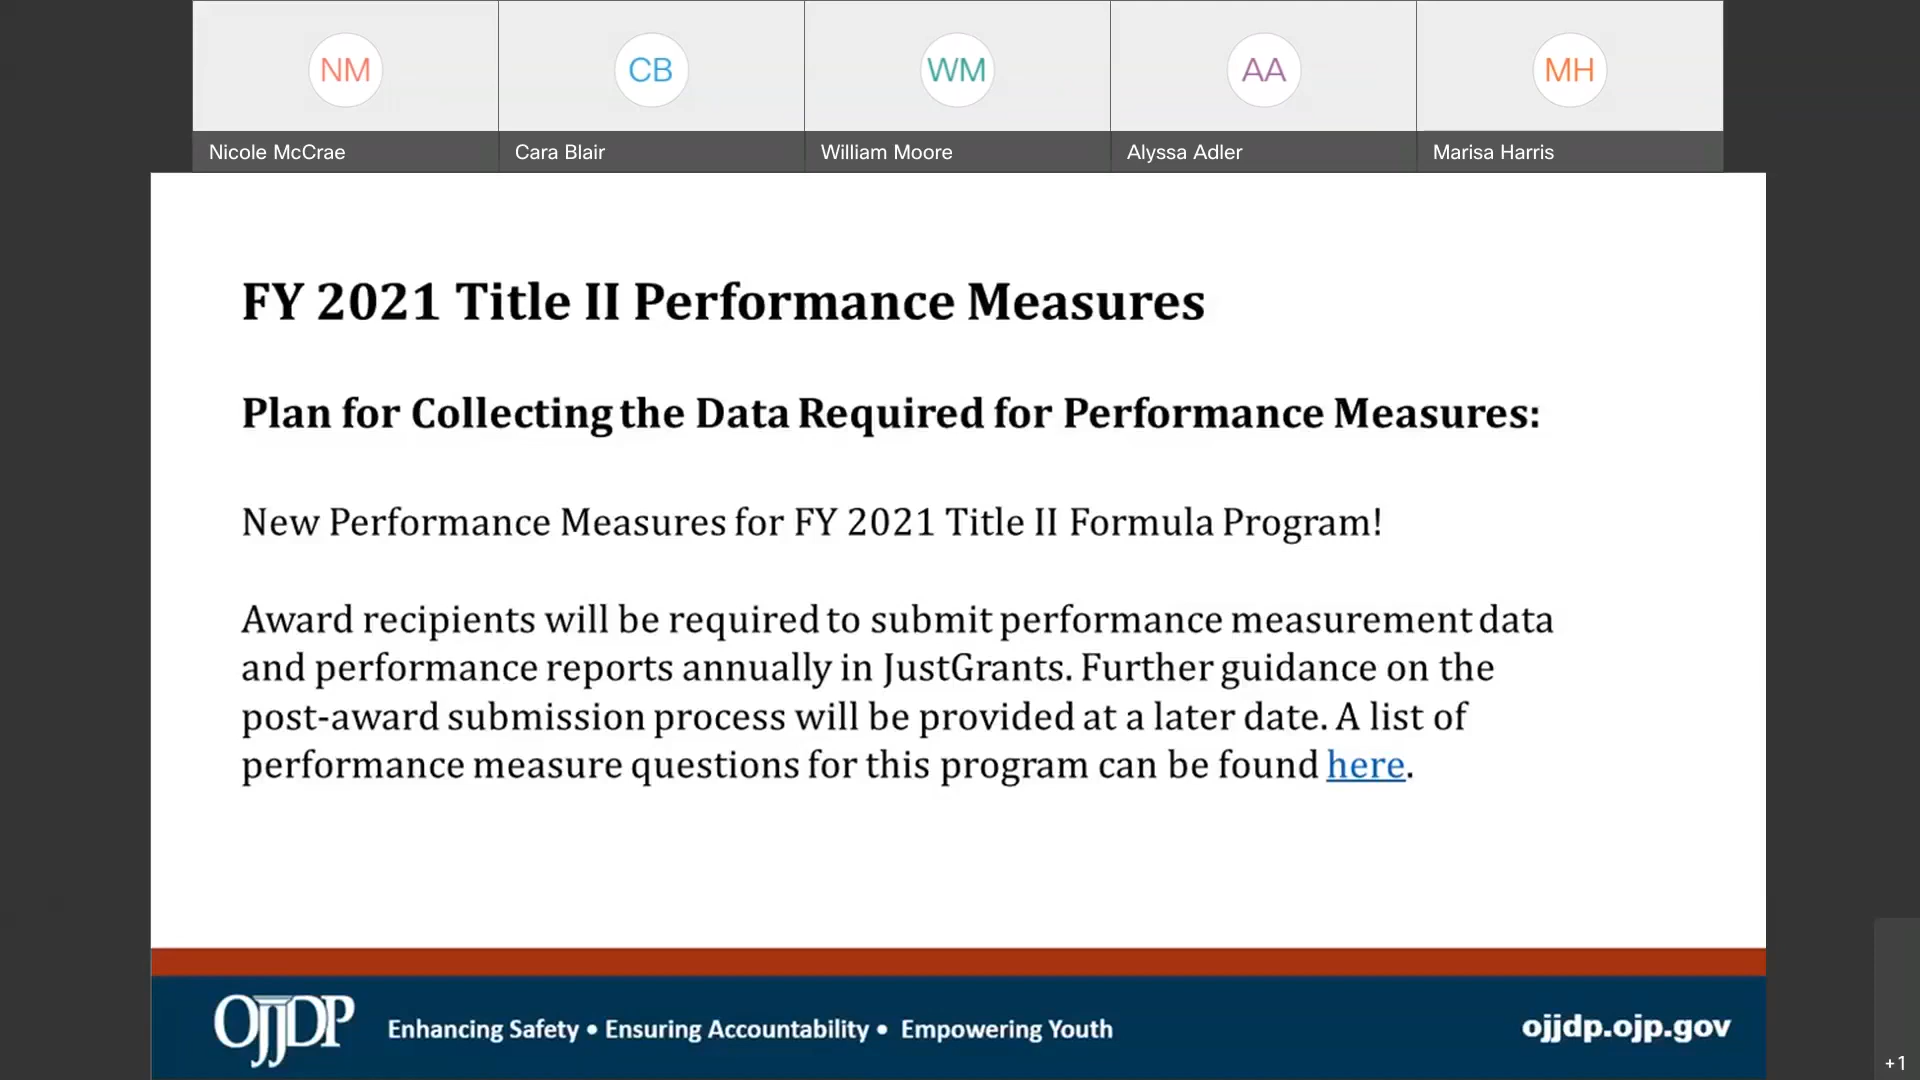 NM
CB
WM
AA
MH
Nicole McCrae
Cara Blair
William Moore
Alyssa Adler
Marisa Harris
FY 2021 Title II Performance Measures
Plan for Collecting the Data Required for Performance Measures:
New Performance Measures for FY 2021 Title II Formula Program!
Award recipients will be required to submit performance measurement data
and performance reports annually in JustGrants. Further guidance on the
post-award submission process will be provided at a later date. A list of
performance measure questions for this program can be found here.
OJJDP
Enhancing Safety • Ensuring Accountability • Empowering Youth
ojjdp.ojp.gov
+1